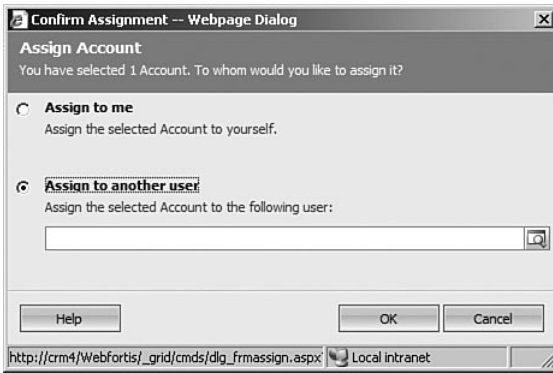 Confirm Assignment -- Webpage Dialog
Assign Account
You have selected 1 Account. To whom would you like to assign it?
Assign to me
Assign the selected Account to yourself.
Assign to another user
Assign the selected Account to the following user:
Help
OK
Cancel
http://crm4/Webfortis/_grid/cmds/dlg_frmassign.aspx
Local intranet